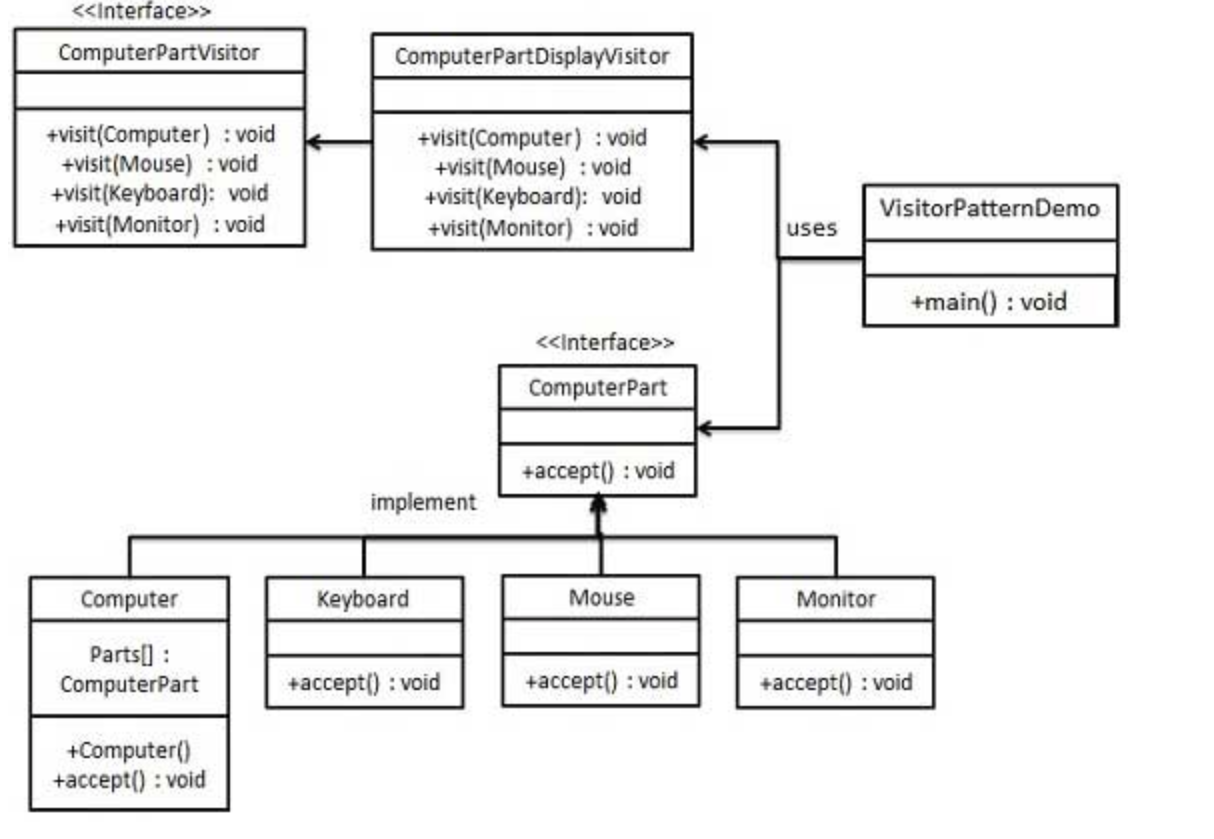 <<Interface>>
ComputerPartVisitor
+visit(Computer) : void
+visit(Mouse) : void
+visit(Keyboard): void
+visit(Monitor) : void
ComputerPartDisplayVisitor
+visit(Computer) : void
+visit(Mouse) : void
+visit(Keyboard): void
+visit(Monitor) : void
uses
VisitorPatternDemo
+main() : void
<<Interface>>
ComputerPart
+accept() : void
implement
Computer
Parts[] :
ComputerPart
+Computer()
+accept() : void
Keyboard
+accept() : void
Mouse
+accept() : void
Monitor
+accept() : void